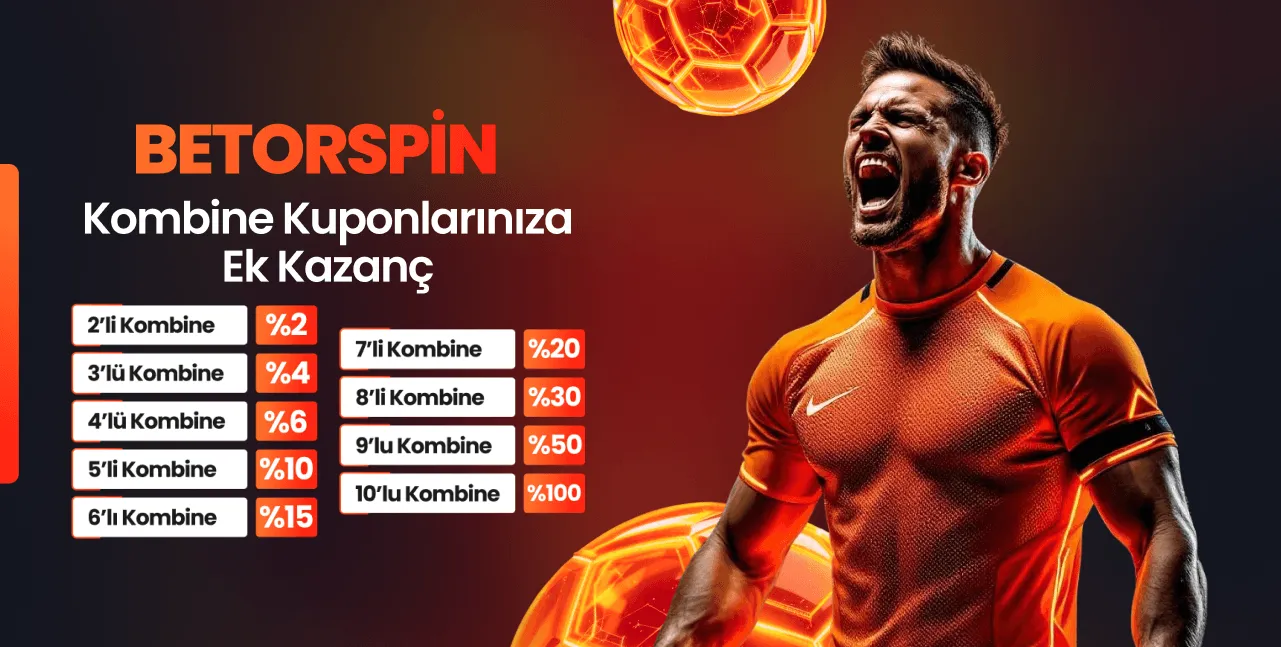 BETORSPİN
Kombine Kuponlarınıza
Ek Kazanç
2’li Kombine %2
3’lü Kombine %4
4’lü Kombine %6
5’li Kombine %10
6’lı Kombine %15
7’li Kombine %20
8’li Kombine %30
9’lu Kombine %50
10’lu Kombine %100